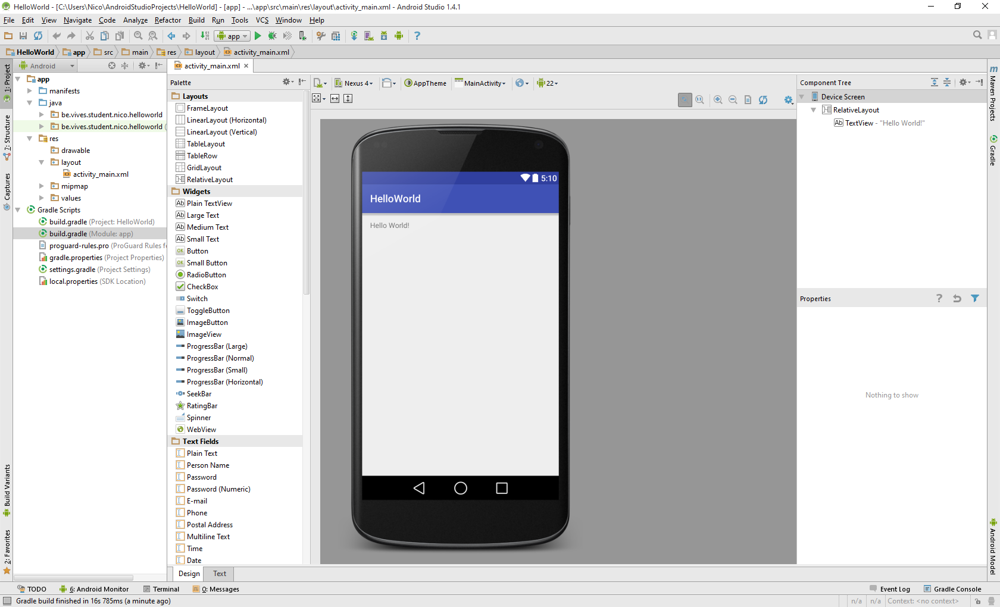 HelloWorld - [C:\Users\Nico\AndroidStudioProjects\HelloWorld] - [app] - ...\app\src\main\res\layout\activity_main.xml - Android Studio 1.4.1
File Edit View Navigate Code Analyze Refactor Build Run Tools VCS Window Help
app
HelloWorld app src main res layout activity_main.xml
1: Project
7: Structure
Captures
Build Variants
2: Favorites
Android
app
manifests
java
be.vives.student.nico.helloworld
be.vives.student.nico.helloworld (
res
drawable
layout
activity_main.xml
mipmap
values
Gradle Scripts
build.gradle (Project: HelloWorld)
build.gradle (Module: app)
proguard-rules.pro (ProGuard Rules fo
gradle.properties (Project Properties)
settings.gradle (Project Settings)
local.properties (SDK Location)
activity_main.xml
Palette
Layouts
FrameLayout
LinearLayout (Horizontal)
LinearLayout (Vertical)
TableLayout
TableRow
GridLayout
RelativeLayout
Widgets
Plain TextView
Large Text
Medium Text
Small Text
Button
Small Button
RadioButton
CheckBox
Switch
ToggleButton
ImageButton
ImageView
ProgressBar (Large)
ProgressBar (Normal)
ProgressBar (Small)
ProgressBar (Horizontal)
SeekBar
RatingBar
Spinner
WebView
Text Fields
Plain Text
Person Name
Password
Password (Numeric)
E-mail
Phone
Postal Address
Multiline Text
Time
Date
Nexus 4 AppTheme MainActivity 22
5:10
HelloWorld
Hello World!
Design Text
Component Tree
Device Screen
RelativeLayout
Ab TextView - "Hello World!"
Properties
Nothing to show
Maven Projects
Gradle
Android Model
TODO 6: Android Monitor Terminal 0: Messages Event Log Gradle Console
Gradle build finished in 16s 785ms (a minute ago) n/a n/a Context: <no context>